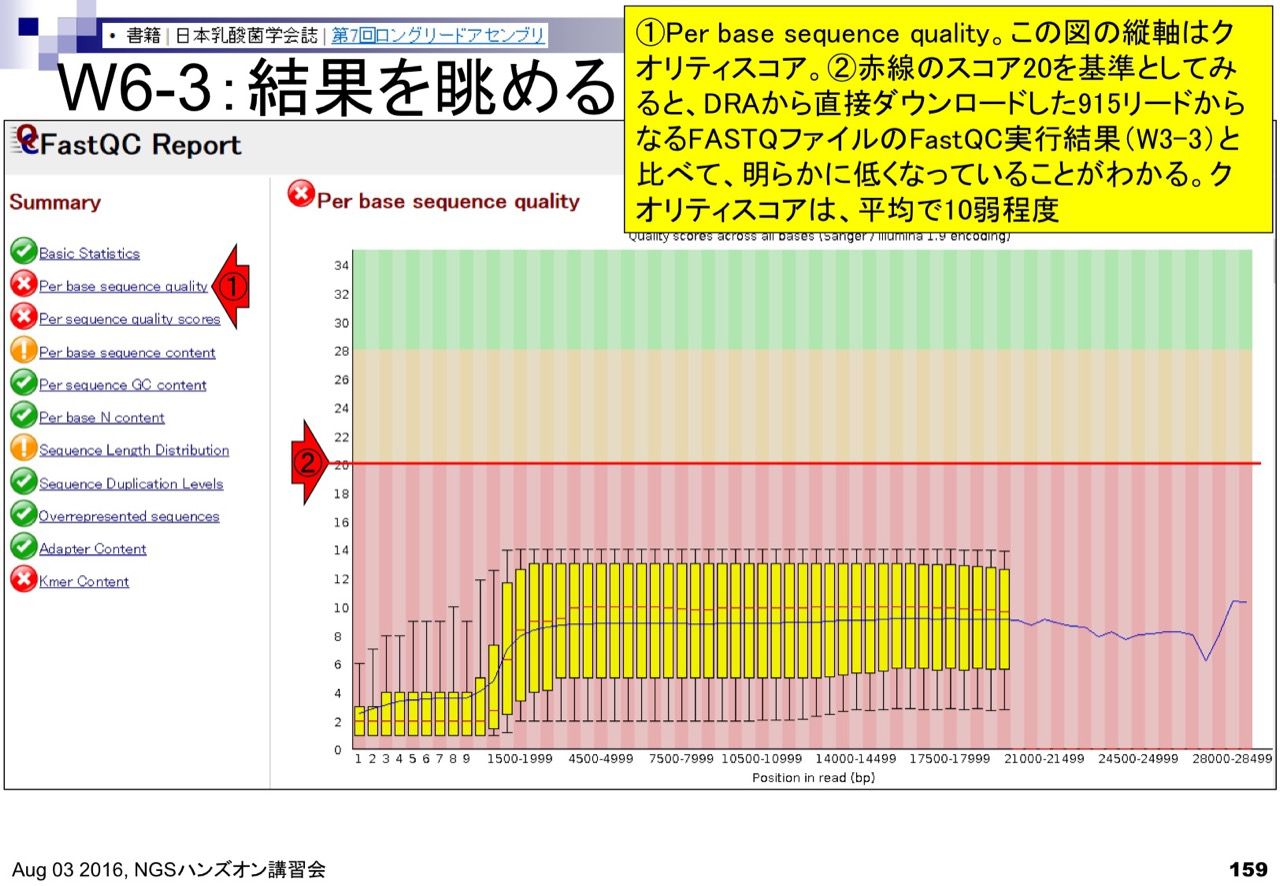 • 書籍 | 日本乳酸菌学会誌 | 第7回ロングリードアセンブリ
W6-3：結果を眺める
①Per base sequence quality。この図の縦軸はク
オリティスコア。②赤線のスコア20を基準としてみ
ると、DRAから直接ダウンロードした915リードから
なるFASTQファイルのFastQC実行結果（W3-3）と
比べて、明らかに低くなっていることがわかる。ク
オリティスコアは、平均で10弱程度
FastQC Report
Summary
Basic Statistics
Per base sequence quality
①
Per sequence quality scores
Per base sequence content
Per sequence GC content
Per base N content
Sequence Length Distribution
Sequence Duplication Levels
Overrepresented sequences
Adapter Content
Kmer Content
Per base sequence quality
Quality scores across all bases (Sanger / Illumina 1.9 encoding)
34
32
30
28
26
24
22
②
20
18
16
14
12
10
8
6
4
2
0
1 2 3 4 5 6 7 8 9 1500-1999 4500-4999 7500-7999 10500-10999 14000-14499 17500-17999 21000-21499 24500-24999 28000-28499
Position in read (bp)
Aug 03 2016, NGSハンズオン講習会
159